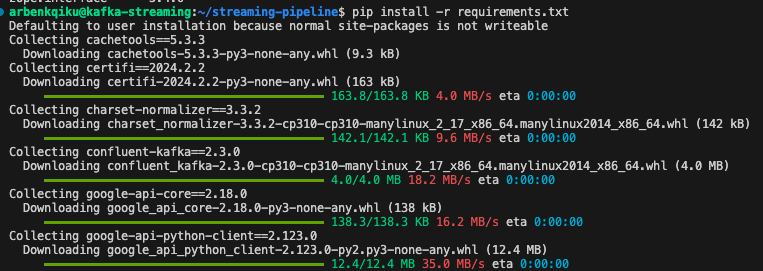 arbenkqiku@kafka-streaming:~/streaming-pipeline$ pip install -r requirements.txt
Defaulting to user installation because normal site-packages is not writeable
Collecting cachetools==5.3.3
  Downloading cachetools-5.3.3-py3-none-any.whl (9.3 kB)
Collecting certifi==2024.2.2
  Downloading certifi-2024.2.2-py3-none-any.whl (163 kB)
163.8/163.8 KB 4.0 MB/s eta 0:00:00
Collecting charset-normalizer==3.3.2
  Downloading charset_normalizer-3.3.2-cp310-cp310-manylinux_2_17_x86_64.manylinux2014_x86_64.whl (142 kB)
142.1/142.1 KB 9.6 MB/s eta 0:00:00
Collecting confluent-kafka==2.3.0
  Downloading confluent_kafka-2.3.0-cp310-cp310-manylinux_2_17_x86_64.manylinux2014_x86_64.whl (4.0 MB)
4.0/4.0 MB 18.2 MB/s eta 0:00:00
Collecting google-api-core==2.18.0
  Downloading google_api_core-2.18.0-py3-none-any.whl (138 kB)
138.3/138.3 KB 16.2 MB/s eta 0:00:00
Collecting google-api-python-client==2.123.0
  Downloading google_api_python_client-2.123.0-py2.py3-none-any.whl (12.4 MB)
12.4/12.4 MB 35.0 MB/s eta 0:00:00